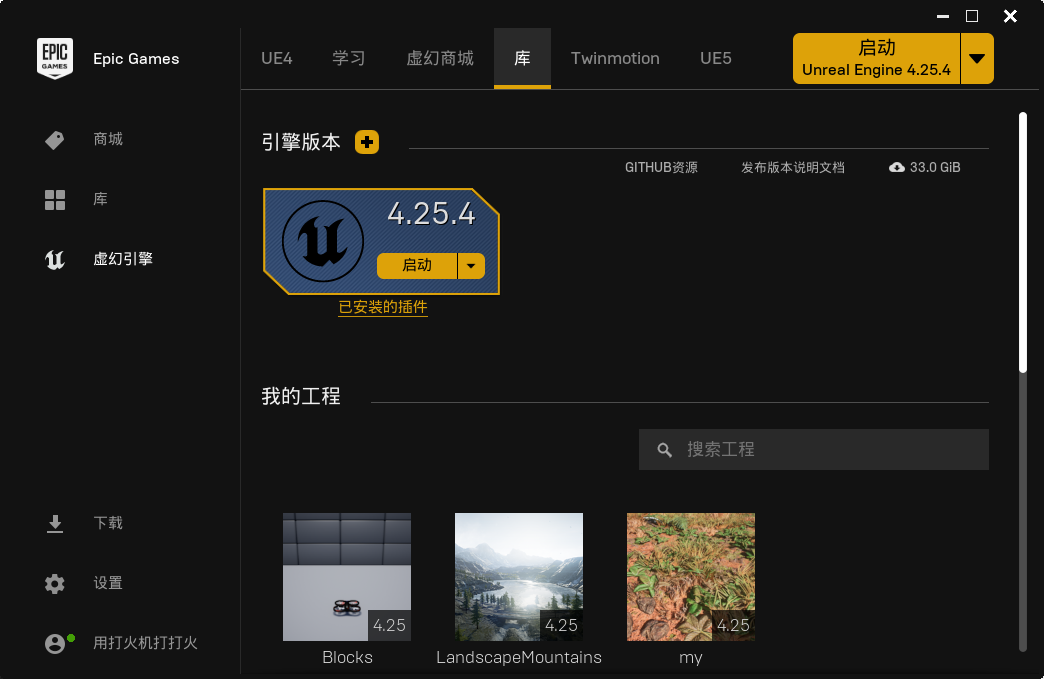 EPIC
GAMES
Epic Games
商城
库
虚幻引擎
下载
设置
用打火机打打火
UE4
学习
虚幻商城
库
Twinmotion
UE5
启动
Unreal Engine 4.25.4
引擎版本
GITHUB资源
发布版本说明文档
33.0 GiB
4.25.4
启动
已安装的插件
我的工程
搜索工程
4.25
4.25
4.25
Blocks
LandscapeMountains
my